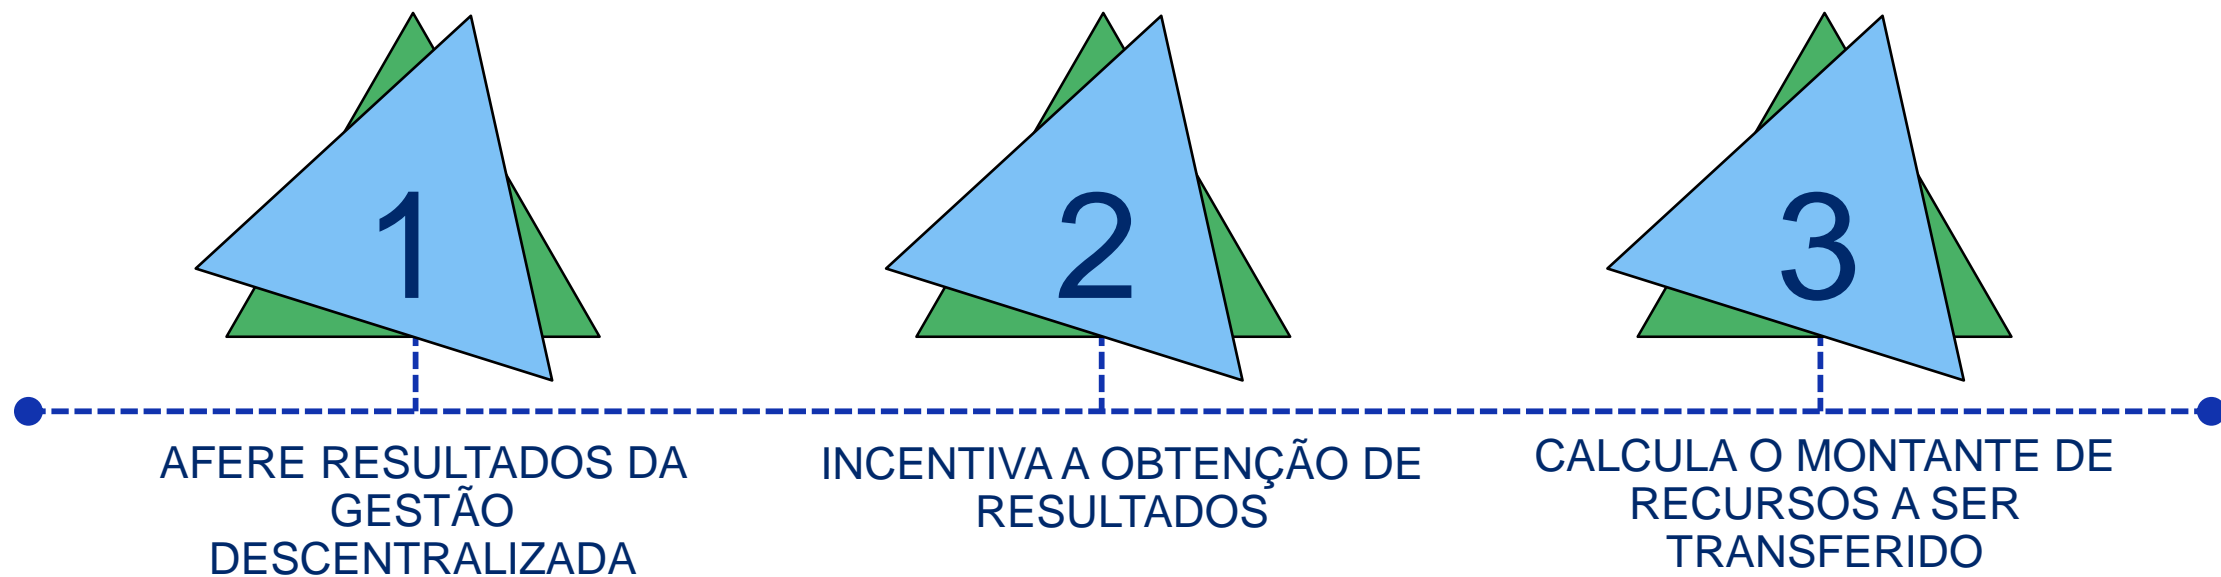 1
AFERE RESULTADOS DA
GESTÃO
DESCENTRALIZADA
2
INCENTIVA A OBTENÇÃO DE
RESULTADOS
3
CALCULA O MONTANTE DE
RECURSOS A SER
TRANSFERIDO